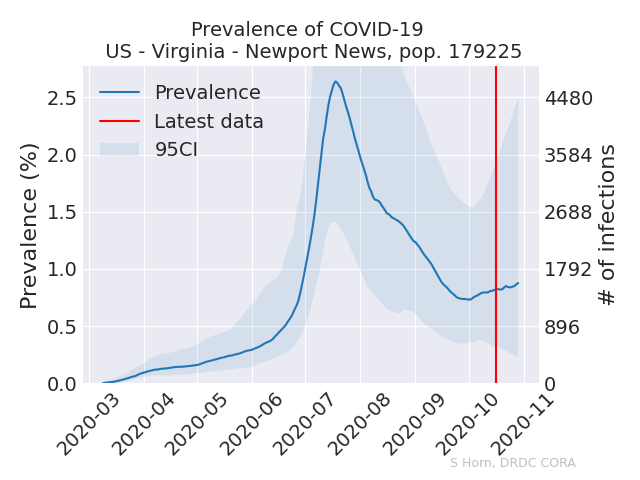 Prevalence of COVID-19
US - Virginia - Newport News, pop. 179225
Prevalence
Latest data
95CI
Prevalence (%)
2.5
2.0
1.5
1.0
0.5
0.0
4480
3584
2688
1792
896
0
# of infections
2020-03
2020-04
2020-05
2020-06
2020-07
2020-08
2020-09
2020-10
2020-11
S Horn, DRDC CORA